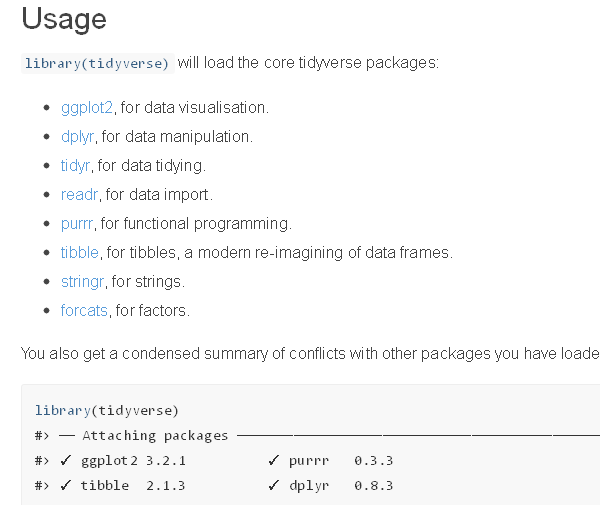 Usage
library(tidyverse) will load the core tidyverse packages:
• ggplot2, for data visualisation.
• dplyr, for data manipulation.
• tidyr, for data tidying.
• readr, for data import.
• purrr, for functional programming.
• tibble, for tibbles, a modern re-imagining of data frames.
• stringr, for strings.
• forcats, for factors.
You also get a condensed summary of conflicts with other packages you have loade
library(tidyverse)
#> ── Attaching packages ──────────────────────────
#> ✓ ggplot2 3.2.1 ✓ purrr 0.3.3
#> ✓ tibble 2.1.3 ✓ dplyr 0.8.3